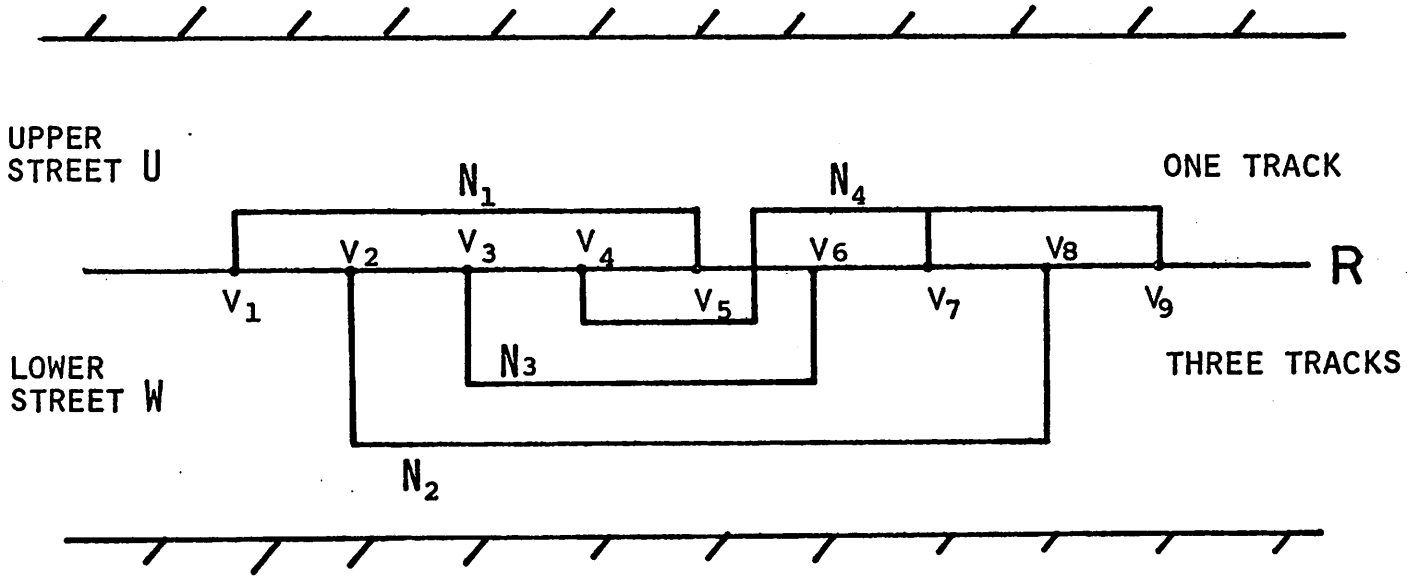 UPPER
STREET U
ONE TRACK
N1
N4
V2
V3
V4
V6
V8
R
V1
V5
V7
V9
LOWER
STREET W
N3
THREE TRACKS
N2